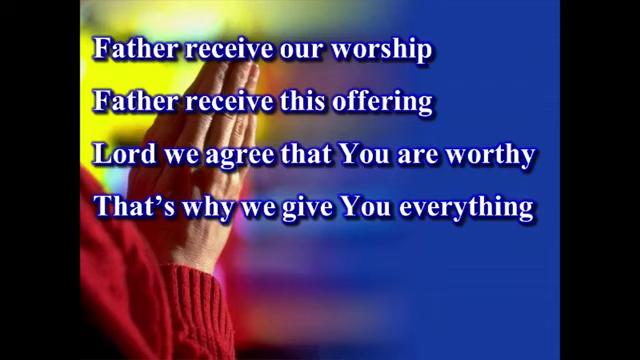 Father receive our worship
Father receive this offering
Lord we agree that You are worthy
That's why we give You everything